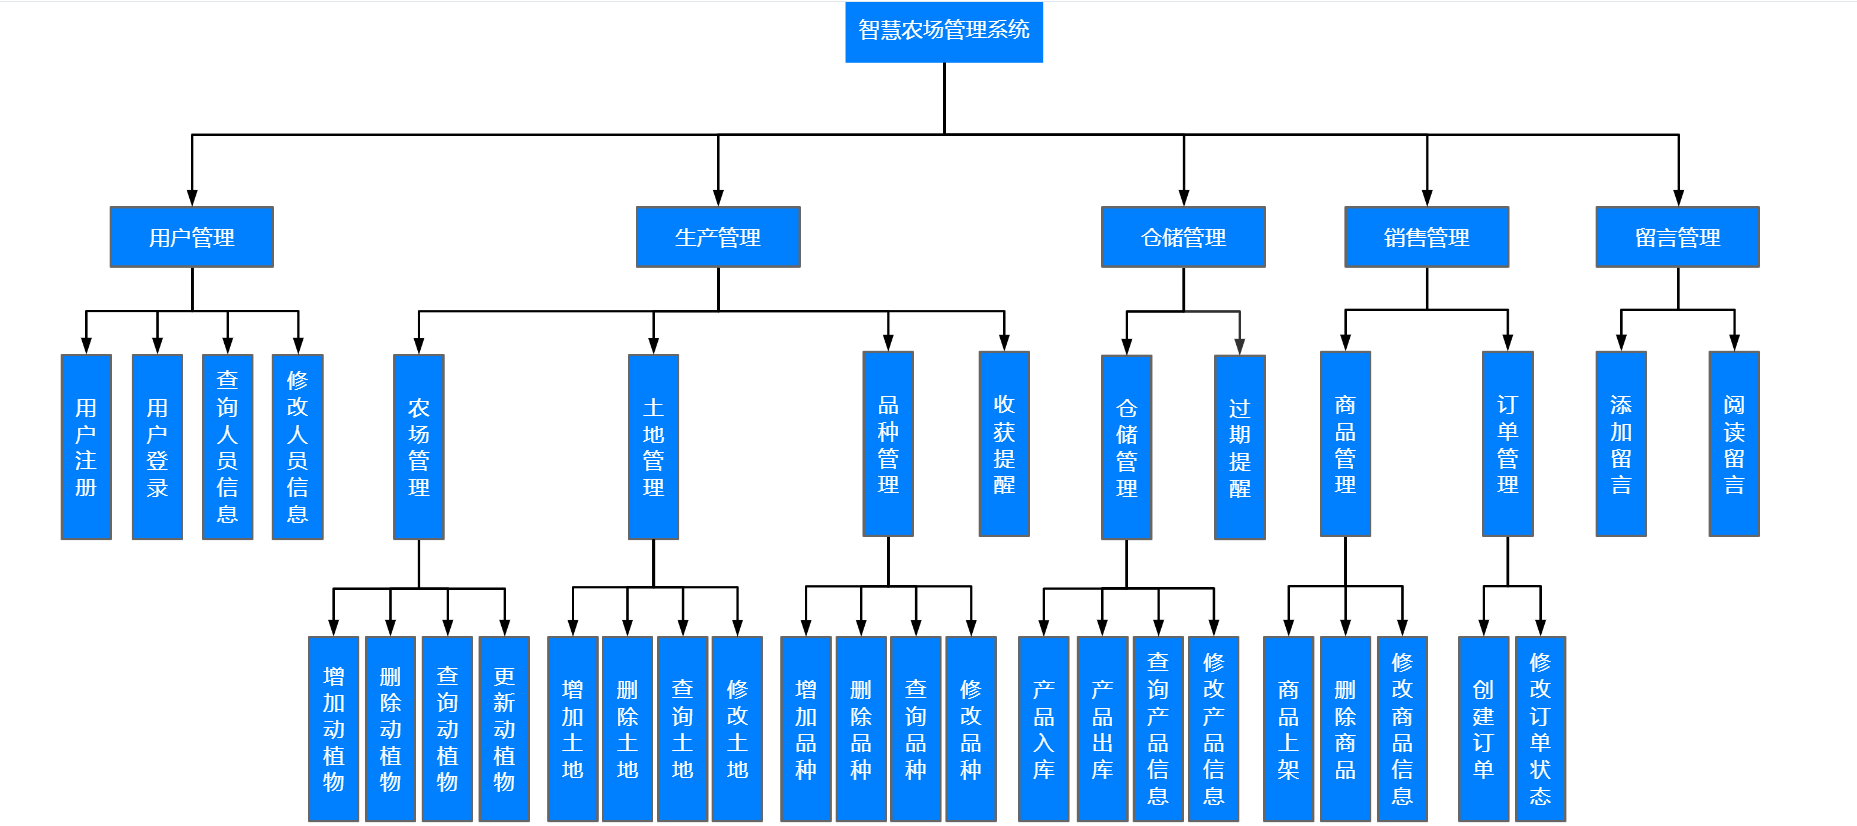 智慧农场管理系统
用户管理
生产管理
仓储管理
销售管理
留言管理
用户注册
用户登录
查询人员信息
修改人员信息
农场管理
土地管理
品种管理
收获提醒
仓储管理
过期提醒
商品管理
订单管理
添加留言
阅读留言
增加动植物
删除动植物
查询动植物
更新动植物
增加土地
删除土地
查询土地
修改土地
增加品种
删除品种
查询品种
修改品种
产品入库
产品出库
查询产品信息
修改产品信息
商品上架
删除商品
修改商品信息
创建订单
修改订单状态